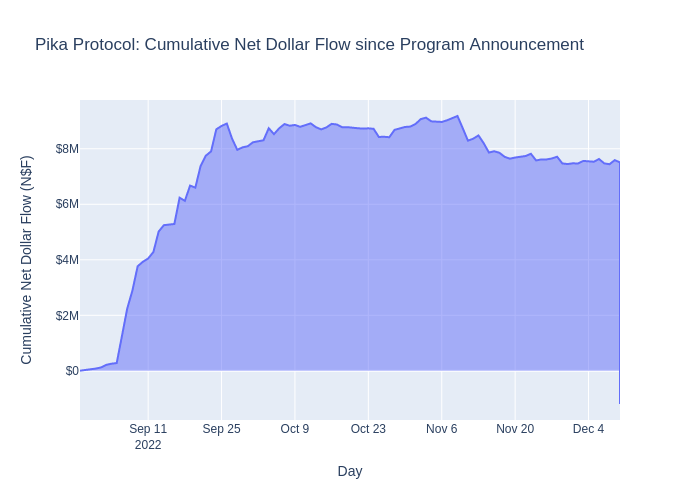 Pika Protocol: Cumulative Net Dollar Flow since Program Announcement
Cumulative Net Dollar Flow (N$F)
$8M
$6M
$4M
$2M
$0
Sep 11
2022
Sep 25
Oct 9
Oct 23
Nov 6
Nov 20
Dec 4
Day